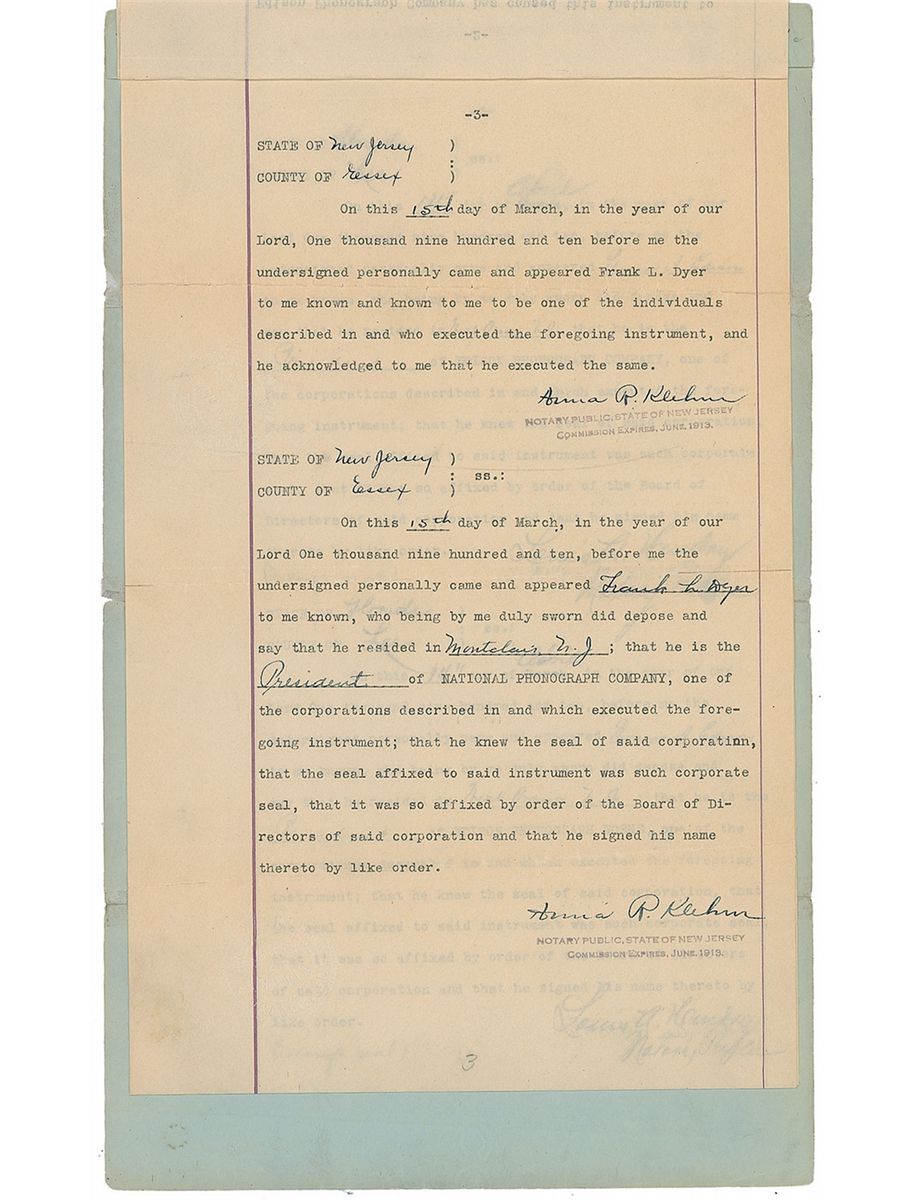 Edison Phonograph Company has caused this instrument to
-2-
-3-
STATE OF New Jersey )
:
COUNTY OF Essex )
On this 15th day of March, in the year of our
Lord, One thousand nine hundred and ten before me the
undersigned personally came and appeared Frank L. Dyer
to me known and known to me to be one of the individuals
described in and who executed the foregoing instrument, and
he acknowledged to me that he executed the same.
Anna R. Klehm
NOTARY PUBLIC, STATE OF NEW JERSEY
COMMISSION EXPIRES, JUNE, 1913.
STATE OF New Jersey )
: ss.:
COUNTY OF Essex )
On this 15th day of March, in the year of our
Lord One thousand nine hundred and ten, before me the
undersigned personally came and appeared Frank L. Dyer
to me known, who being by me duly sworn did depose and
say that he resided in Montclair, N.J ; that he is the
President of NATIONAL PHONOGRAPH COMPANY, one of
the corporations described in and which executed the fore-
going instrument; that he knew the seal of said corporatinn,
that the seal affixed to said instrument was such corporate
seal, that it was so affixed by order of the Board of Di-
rectors of said corporation and that he signed his name
thereto by like order.
Anna R. Klehm
NOTARY PUBLIC, STATE OF NEW JERSEY
COMMISSION EXPIRES, JUNE, 1913.
3